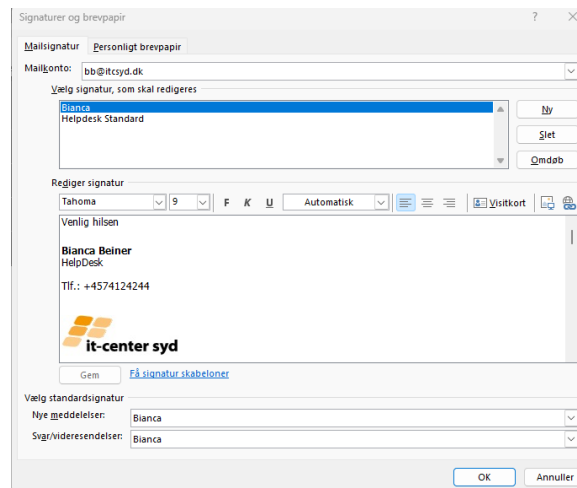 Signaturer og brevpapir ?
Mailsignatur Personligt brevpapir
Mailkonto: bb@itcsyd.dk
Vælg signatur, som skal redigeres
Bianca
Helpdesk Standard
Ny
Slet
Omdøb
Rediger signatur
Tahoma 9 F K U Automatisk Visitkort
Venlig hilsen
Bianca Beiner
HelpDesk
Tlf.: +4574124244
it-center syd
Gem Få signatur skabeloner
Vælg standardsignatur
Nye meddelelser: Bianca
Svar/videresendelser: Bianca
OK Annuller